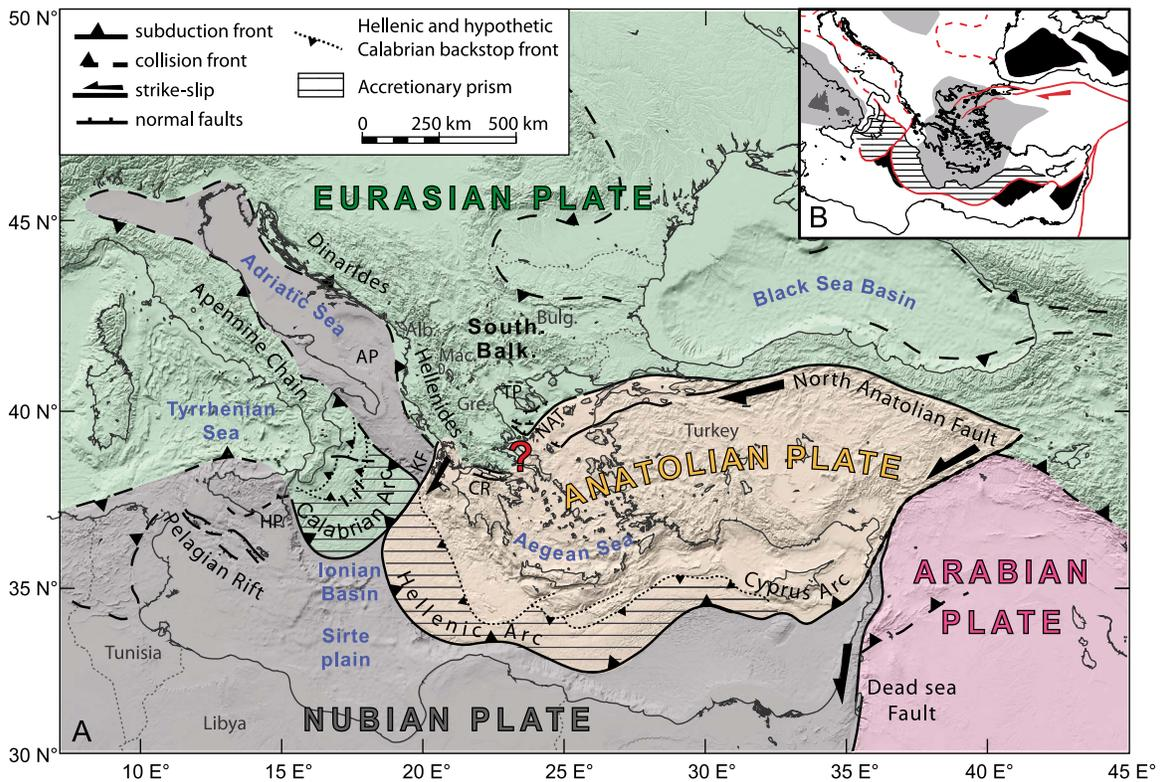 50 N°
45 N°
40 N°
35 N°
30 N°
subduction front
collision front
strike-slip
normal faults
Hellenic and hypothetic
Calabrian backstop front
Accretionary prism
0 250 km 500 km
B
EURASIAN PLATE
Dinarides
Adriatic Sea
Apennine Chain
Black Sea Basin
Alb.
South.
Balk.
Bulg.
Mac.
AP
Hellenides
TP
Gre.
NAT
North Anatolian Fault
Tyrrhenian
Sea
Turkey
?
KF
CR
ANATOLIAN PLATE
Calabrian Arc
HP
Pelagian Rift
Aegean Sea
Ionian
Basin
Hellenic Arc
Cyprus Arc
ARABIAN
PLATE
Sirte
plain
Tunisia
Libya
NUBIAN PLATE
Dead sea
Fault
A
10 E° 15 E° 20 E° 25 E° 30 E° 35 E° 40 E° 45 E°